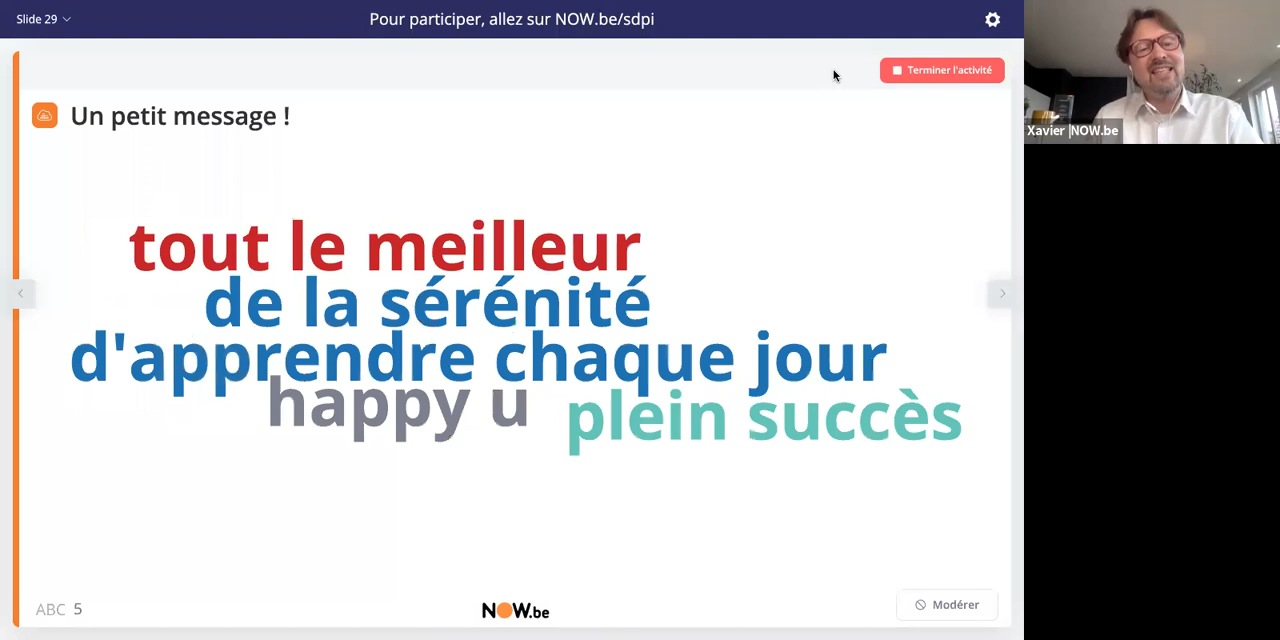 Slide 29
Pour participer, allez sur NOW.be/sdpi
Terminer l'activité
Un petit message !
tout le meilleur
de la sérénité
d'apprendre chaque jour
happy u
plein succès
ABC 5
NOW.be
Modérer
Xavier |NOW.be